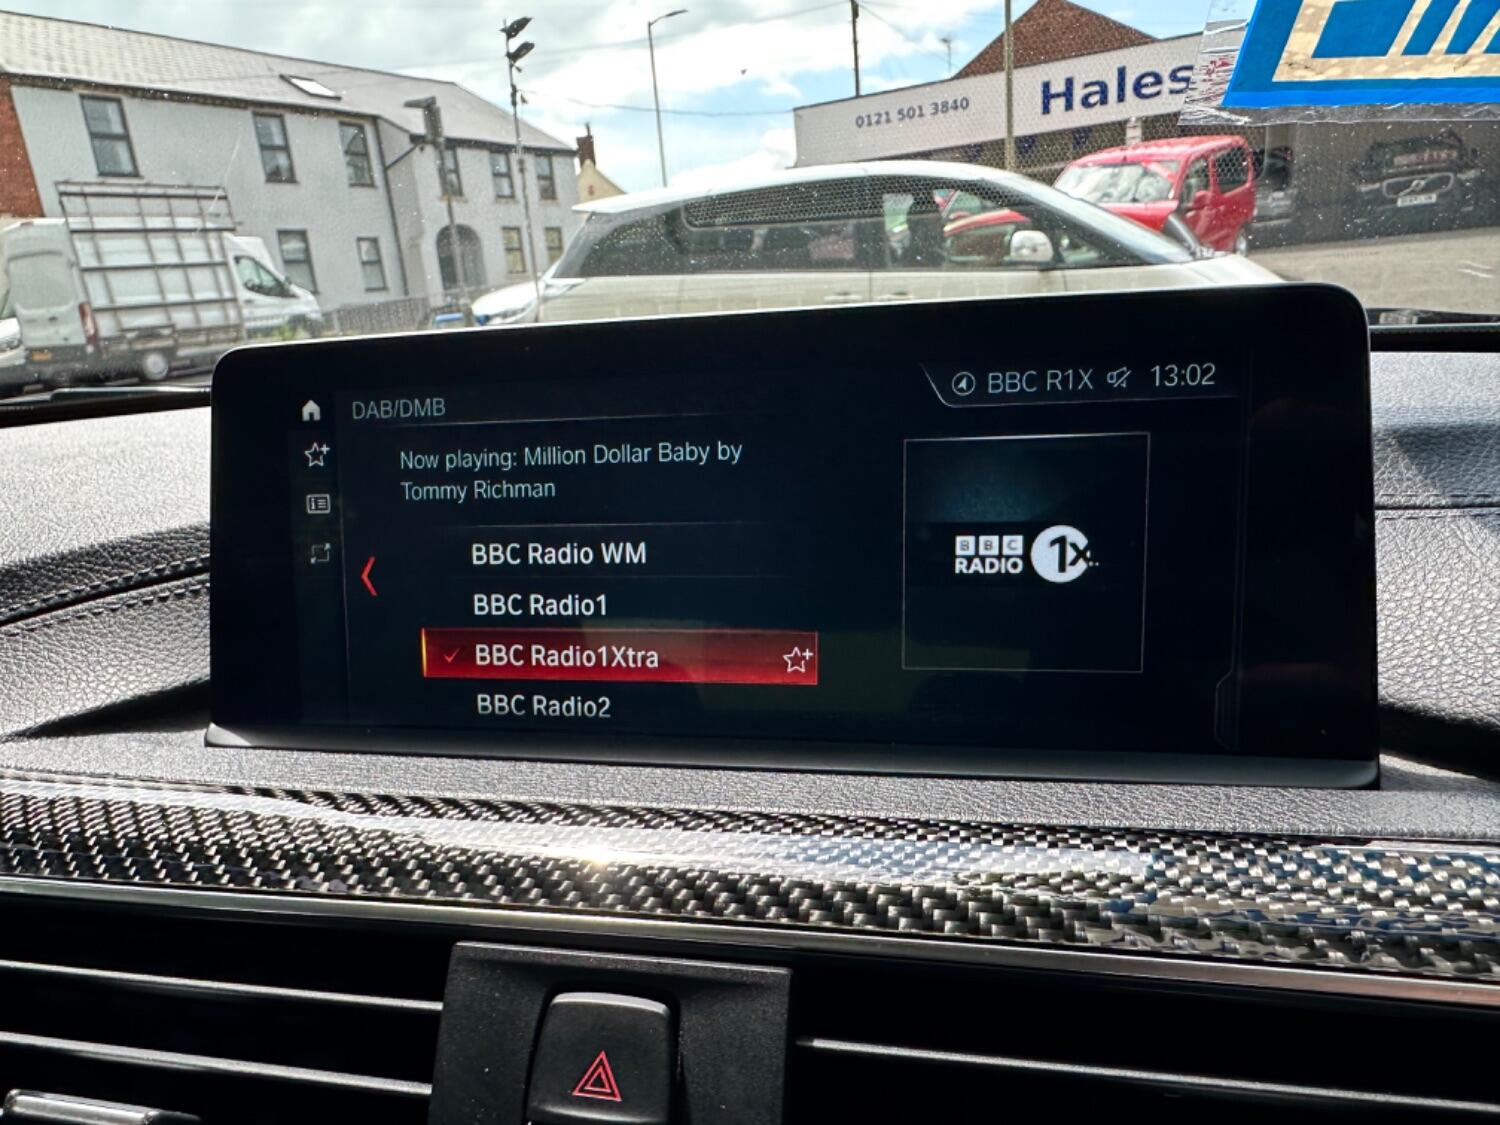 0121 501 3840
Hales
BBC R1X 13:02
DAB/DMB
Now playing: Million Dollar Baby by
Tommy Richman
BBC Radio WM
BBC Radio1
BBC Radio1Xtra
BBC Radio2
BBC
RADIO 1X